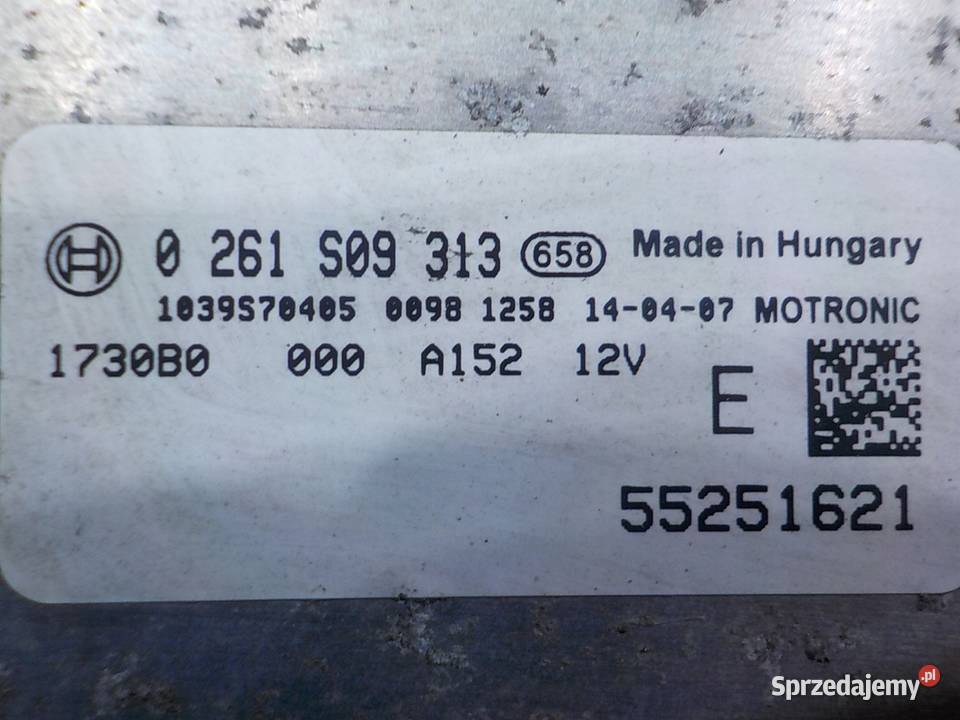 0 261 S09 313 658 Made in Hungary
1039S70405 0098 1258 14-04-07 MOTRONIC
1730B0 000 A152 12V
E
55251621
Sprzedajemy.pl